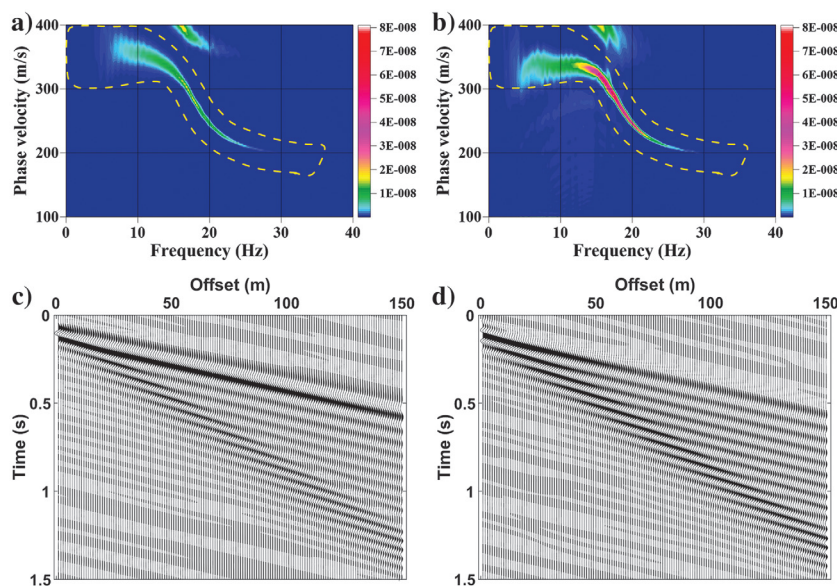 a)
400
300
200
100
Phase velocity (m/s)
0 10 20 30 40
Frequency (Hz)
8E-008
7E-008
6E-008
5E-008
4E-008
3E-008
2E-008
1E-008
b)
400
300
200
100
Phase velocity (m/s)
0 10 20 30 40
Frequency (Hz)
8E-008
7E-008
6E-008
5E-008
4E-008
3E-008
2E-008
1E-008
c)
Offset (m)
0 50 100 150
0
0.5
1
1.5
Time (s)
d)
Offset (m)
0 50 100 150
0
0.5
1
1.5
Time (s)